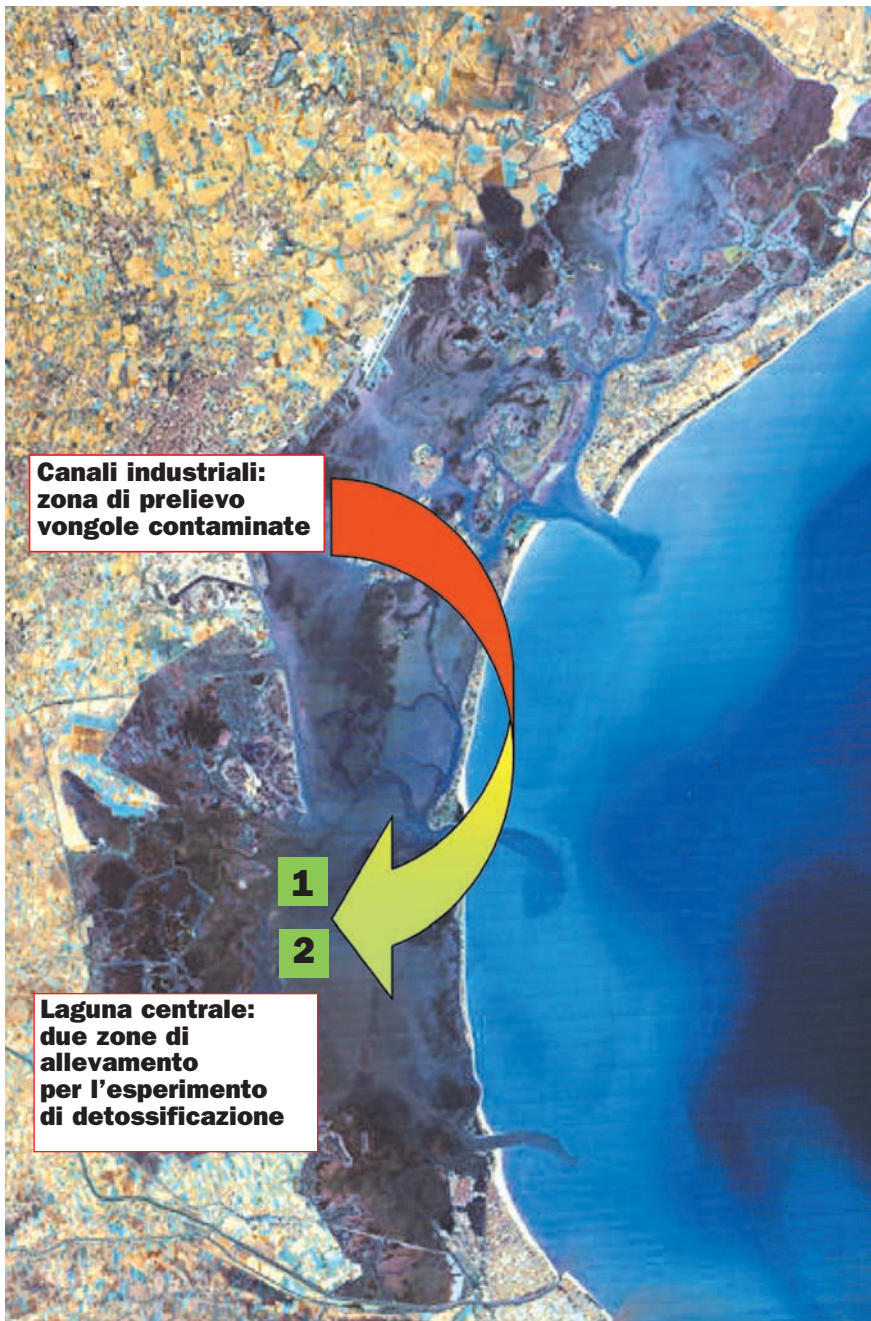 Canali industriali:
zona di prelievo
vongole contaminate
1
2
Laguna centrale:
due zone di
allevamento
per l'esperimento
di detossificazione